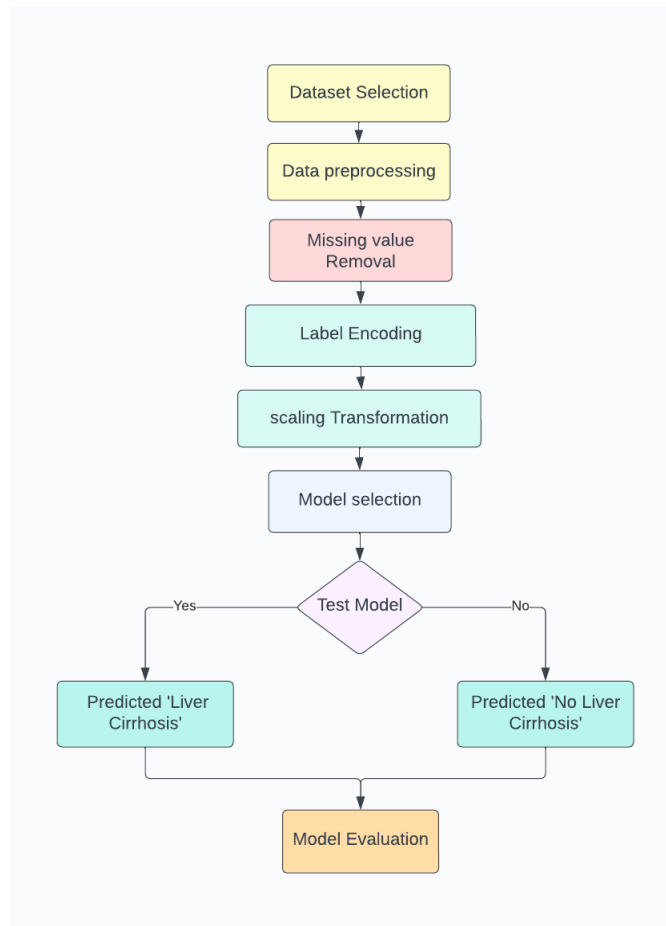 Dataset Selection
Data preprocessing
Missing value
Removal
Label Encoding
scaling Transformation
Model selection
Test Model
Yes
No
Predicted 'Liver
Cirrhosis'
Predicted 'No Liver
Cirrhosis'
Model Evaluation